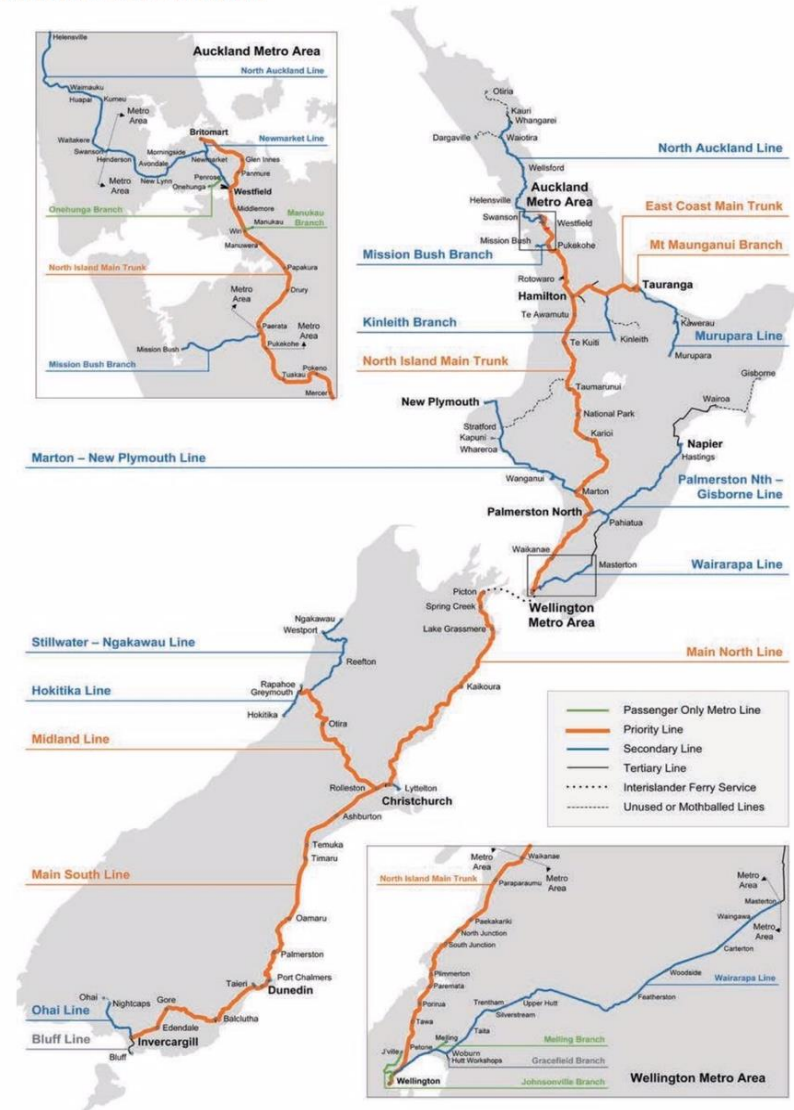 Auckland Metro Area
Helensville
North Auckland Line
Waimauku
Huapai
Kumeu
Metro
Area
Britomart
Newmarket Line
Waitakere
Swanson
Henderson
Morningside
Avondale
Newmarket
Glen Innes
Panmure
Metro
Area
New Lynn
Penrose
Onehunga
Westfield
Onehunga Branch
Middlemore
Manukau
Manukau
Branch
Wiri
Manuwera
North Island Main Trunk
Papakura
Drury
Metro
Area
Paerata
Metro
Area
Pukekohe
Mission Bush
Mission Bush Branch
Tuakau
Pokeno
Mercer
Otiria
Kauri
Whangarei
Dargaville
Waiotira
North Auckland Line
Wellsford
Helensville
Auckland
Metro Area
Swanson
Westfield
East Coast Main Trunk
Mission Bush
Pukekohe
Mission Bush Branch
Mt Maunganui Branch
Rotowaro
Tauranga
Hamilton
Te Awamutu
Kinleith Branch
Kawerau
Murupara Line
Te Kuiti
Kinleith
Murupara
North Island Main Trunk
Gisborne
Taumarunui
New Plymouth
Wairoa
National Park
Stratford
Kapuni
Whareroa
Karioi
Napier
Hastings
Marton – New Plymouth Line
Wanganui
Marton
Palmerston Nth –
Gisborne Line
Palmerston North
Pahiatua
Waikanae
Masterton
Wairarapa Line
Wellington
Metro Area
Picton
Spring Creek
Ngakawau
Westport
Lake Grassmere
Stillwater – Ngakawau Line
Reefton
Main North Line
Rapahoe
Greymouth
Hokitika Line
Kaikoura
Hokitika
Otira
Midland Line
Rolleston
Lyttelton
Christchurch
Ashburton
Temuka
Timaru
Main South Line
Oamaru
Palmerston
Port Chalmers
Taieri
Dunedin
Ohai
Nightcaps
Gore
Ohai Line
Balclutha
Edendale
Bluff Line
Invercargill
Bluff
Passenger Only Metro Line
Priority Line
Secondary Line
Tertiary Line
Interislander Ferry Service
Unused or Mothballed Lines
Metro
Area
Waikanae
Metro
Area
North Island Main Trunk
Paraparaumu
Metro
Area
Masterton
Paekakariki
North Junction
South Junction
Waingawa
Metro
Area
Carterton
Plimmerton
Paremata
Woodside
Wairarapa Line
Porirua
Trentham
Upper Hutt
Featherston
Silverstream
Tawa
Taita
Melling
Melling Branch
J'ville
Petone
Woburn
Hutt Workshops
Gracefield Branch
Wellington
Johnsonville Branch
Wellington Metro Area